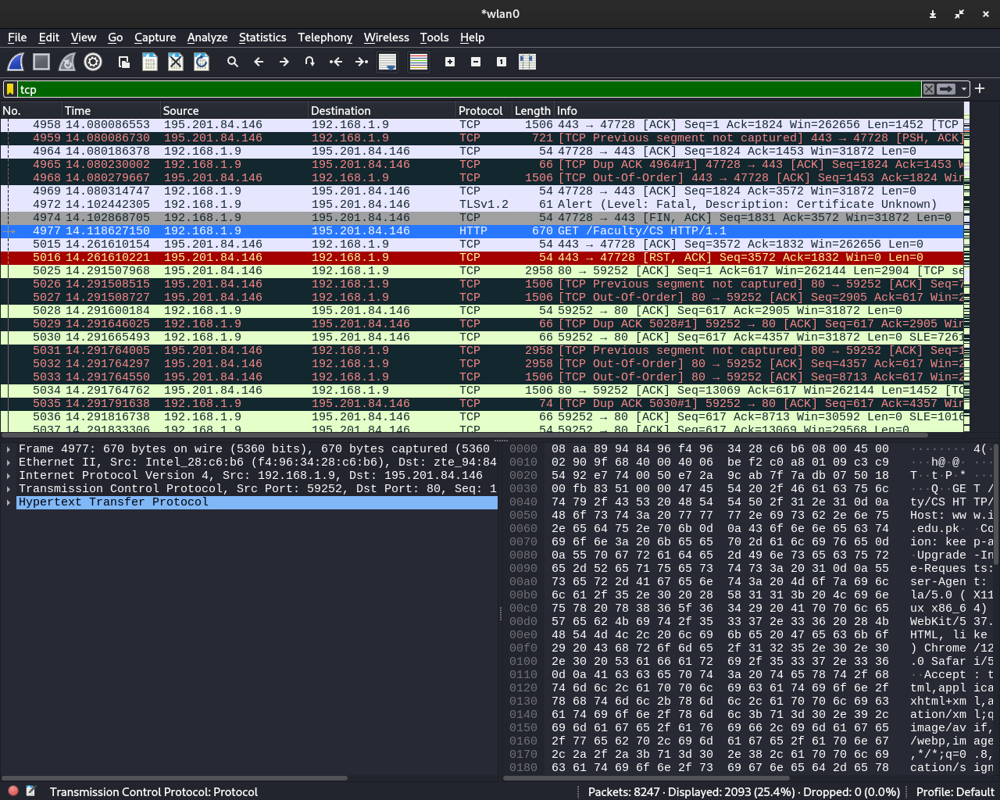 *wlan0
File Edit View Go Capture Analyze Statistics Telephony Wireless Tools Help
tcp
No. Time Source Destination Protocol Length Info
4958 14.080086553 195.201.84.146 192.168.1.9 TCP 1506 443 → 47728 [ACK] Seq=1 Ack=1824 Win=262656 Len=1452 [TCP
4959 14.080086730 195.201.84.146 192.168.1.9 TCP 721 [TCP Previous segment not captured] 443 → 47728 [PSH, ACK]
4964 14.080186378 192.168.1.9 195.201.84.146 TCP 54 47728 → 443 [ACK] Seq=1824 Ack=1453 Win=31872 Len=0
4965 14.080230002 192.168.1.9 195.201.84.146 TCP 66 [TCP Dup ACK 4964#1] 47728 → 443 [ACK] Seq=1824 Ack=1453 W
4968 14.080279667 195.201.84.146 192.168.1.9 TCP 1506 [TCP Out-Of-Order] 443 → 47728 [ACK] Seq=1453 Ack=1824 Win
4969 14.080314747 192.168.1.9 195.201.84.146 TCP 54 47728 → 443 [ACK] Seq=1824 Ack=3572 Win=31872 Len=0
4972 14.102442305 192.168.1.9 195.201.84.146 TLSv1.2 61 Alert (Level: Fatal, Description: Certificate Unknown)
4974 14.102868705 192.168.1.9 195.201.84.146 TCP 54 47728 → 443 [FIN, ACK] Seq=1831 Ack=3572 Win=31872 Len=0
4977 14.118627150 192.168.1.9 195.201.84.146 HTTP 670 GET /Faculty/CS HTTP/1.1
5015 14.261610154 195.201.84.146 192.168.1.9 TCP 54 443 → 47728 [ACK] Seq=3572 Ack=1832 Win=262656 Len=0
5016 14.261610221 195.201.84.146 192.168.1.9 TCP 54 443 → 47728 [RST, ACK] Seq=3572 Ack=1832 Win=0 Len=0
5025 14.291507968 195.201.84.146 192.168.1.9 TCP 2958 80 → 59252 [ACK] Seq=1 Ack=617 Win=262144 Len=2904 [TCP se
5026 14.291508515 195.201.84.146 192.168.1.9 TCP 1506 [TCP Previous segment not captured] 80 → 59252 [ACK] Seq=7
5027 14.291508727 195.201.84.146 192.168.1.9 TCP 1506 [TCP Out-Of-Order] 80 → 59252 [ACK] Seq=2905 Ack=617 Win=2
5028 14.291600184 192.168.1.9 195.201.84.146 TCP 54 59252 → 80 [ACK] Seq=617 Ack=2905 Win=31872 Len=0
5029 14.291646025 192.168.1.9 195.201.84.146 TCP 66 [TCP Dup ACK 5028#1] 59252 → 80 [ACK] Seq=617 Ack=2905 Win
5030 14.291665493 192.168.1.9 195.201.84.146 TCP 66 59252 → 80 [ACK] Seq=617 Ack=4357 Win=31872 Len=0 SLE=7261
5031 14.291764005 195.201.84.146 192.168.1.9 TCP 2958 [TCP Previous segment not captured] 80 → 59252 [ACK] Seq=1
5032 14.291764297 195.201.84.146 192.168.1.9 TCP 2958 [TCP Out-Of-Order] 80 → 59252 [ACK] Seq=4357 Ack=617 Win=2
5033 14.291764550 195.201.84.146 192.168.1.9 TCP 1506 [TCP Out-Of-Order] 80 → 59252 [ACK] Seq=8713 Ack=617 Win=2
5034 14.291764762 195.201.84.146 192.168.1.9 TCP 1506 80 → 59252 [ACK] Seq=13069 Ack=617 Win=262144 Len=1452 [TC
5035 14.291791638 192.168.1.9 195.201.84.146 TCP 74 [TCP Dup ACK 5030#1] 59252 → 80 [ACK] Seq=617 Ack=4357 Win
5036 14.291816738 192.168.1.9 195.201.84.146 TCP 66 59252 → 80 [ACK] Seq=617 Ack=8713 Win=30592 Len=0 SLE=1016
5037 14.291833306 192.168.1.9 195.201.84.146 TCP 54 59252 → 80 [ACK] Seq=617 Ack=13069 Win=29568 Len=0
Frame 4977: 670 bytes on wire (5360 bits), 670 bytes captured (5360
Ethernet II, Src: Intel_28:c6:b6 (f4:96:34:28:c6:b6), Dst: zte_94:84
Internet Protocol Version 4, Src: 192.168.1.9, Dst: 195.201.84.146
Transmission Control Protocol, Src Port: 59252, Dst Port: 80, Seq: 1
Hypertext Transfer Protocol
0000 08 aa 89 94 84 96 f4 96 34 28 c6 b6 08 00 45 00 ········ 4(·
0010 02 90 9f 68 40 00 40 06 be f2 c0 a8 01 09 c3 c9 ···h@·@· ····
0020 54 92 e7 74 00 50 e7 2a 9c ab 7f 7a db 07 50 18 T··t·P·* ····
0030 00 fb 83 51 00 00 47 45 54 20 2f 46 61 63 75 6c ···Q··GE T /
0040 74 79 2f 43 53 20 48 54 54 50 2f 31 2e 31 0d 0a ty/CS HT TP/
0050 48 6f 73 74 3a 20 77 77 77 2e 69 73 62 2e 6e 75 Host: ww w.i
0060 2e 65 64 75 2e 70 6b 0d 0a 43 6f 6e 6e 65 63 74 .edu.pk· ·Co
0070 69 6f 6e 3a 20 6b 65 65 70 2d 61 6c 69 76 65 0d ion: kee p-a
0080 0a 55 70 67 72 61 64 65 2d 49 6e 73 65 63 75 72 ·Upgrade -In
0090 65 2d 52 65 71 75 65 73 74 73 3a 20 31 0d 0a 55 e-Reques ts:
00a0 73 65 72 2d 41 67 65 6e 74 3a 20 4d 6f 7a 69 6c ser-Agen t:
00b0 6c 61 2f 35 2e 30 20 28 58 31 31 3b 20 4c 69 6e la/5.0 ( X11
00c0 75 78 20 78 38 36 5f 36 34 29 20 41 70 70 6c 65 ux x86_6 4)
00d0 57 65 62 4b 69 74 2f 35 33 37 2e 33 36 20 28 4b WebKit/5 37.
00e0 48 54 4d 4c 2c 20 6c 69 6b 65 20 47 65 63 6b 6f HTML, li ke
00f0 29 20 43 68 72 6f 6d 65 2f 31 32 35 2e 30 2e 30 ) Chrome /12
0100 2e 30 20 53 61 66 61 72 69 2f 35 33 37 2e 33 36 .0 Safar i/5
0110 0d 0a 41 63 63 65 70 74 3a 20 74 65 78 74 2f 68 ··Accept : t
0120 74 6d 6c 2c 61 70 70 6c 69 63 61 74 69 6f 6e 2f tml,appl ica
0130 78 68 74 6d 6c 2b 78 6d 6c 2c 61 70 70 6c 69 63 xhtml+xm l,a
0140 61 74 69 6f 6e 2f 78 6d 6c 3b 71 3d 30 2e 39 2c ation/xm l;q
0150 69 6d 61 67 65 2f 61 76 69 66 2c 69 6d 61 67 65 image/av if,
0160 2f 77 65 62 70 2c 69 6d 61 67 65 2f 61 70 6e 67 /webp,im age
0170 2c 2a 2f 2a 3b 71 3d 30 2e 38 2c 61 70 70 6c 69 ,*/*;q=0 .8,
0180 63 61 74 69 6f 6e 2f 73 69 67 6e 65 64 2d 65 78 cation/s ign
Transmission Control Protocol: Protocol Packets: 8247 · Displayed: 2093 (25.4%) · Dropped: 0 (0.0%) Profile: Default